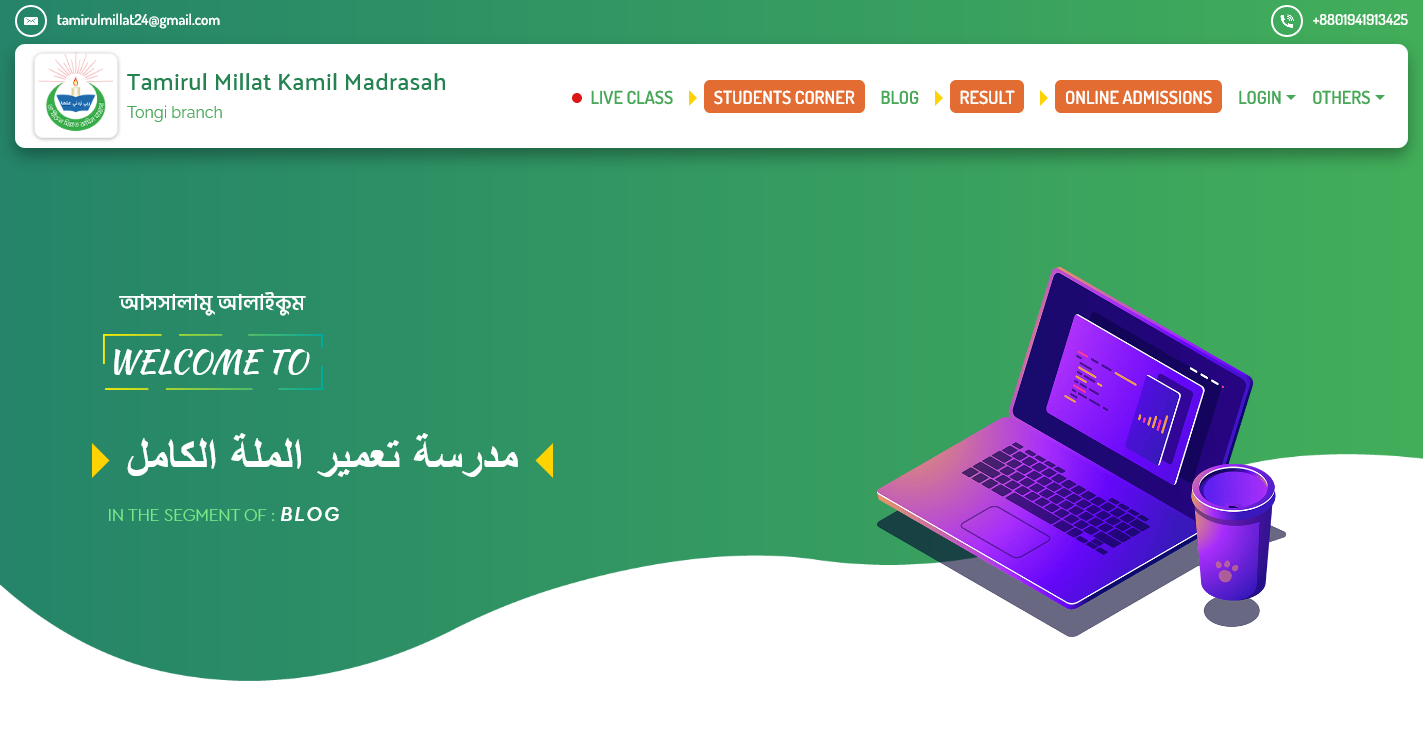 tamirulmillat24@gmail.com
+8801941913425
Tamirul Millat Kamil Madrasah
Tongi branch
LIVE CLASS
STUDENTS CORNER
BLOG
RESULT
ONLINE ADMISSIONS
LOGIN
OTHERS
আসসালামু আলাইকুম
WELCOME TO
مدرسة تعمير الملة الكامل
IN THE SEGMENT OF : BLOG